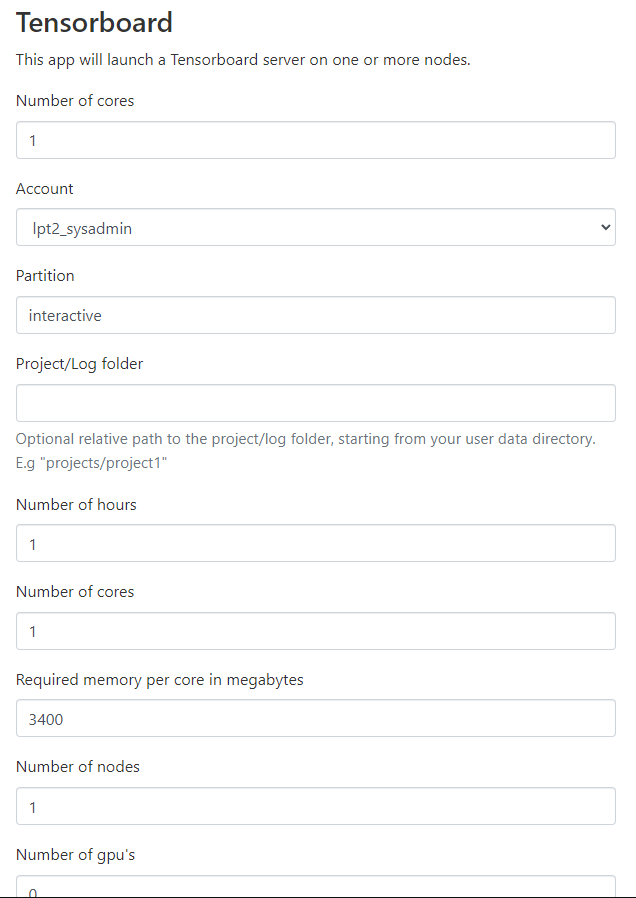 Tensorboard
This app will launch a Tensorboard server on one or more nodes.
Number of cores
1
Account
lpt2_sysadmin
Partition
interactive
Project/Log folder
Optional relative path to the project/log folder, starting from your user data directory.
E.g "projects/project1"
Number of hours
1
Number of cores
1
Required memory per core in megabytes
3400
Number of nodes
1
Number of gpu's
0